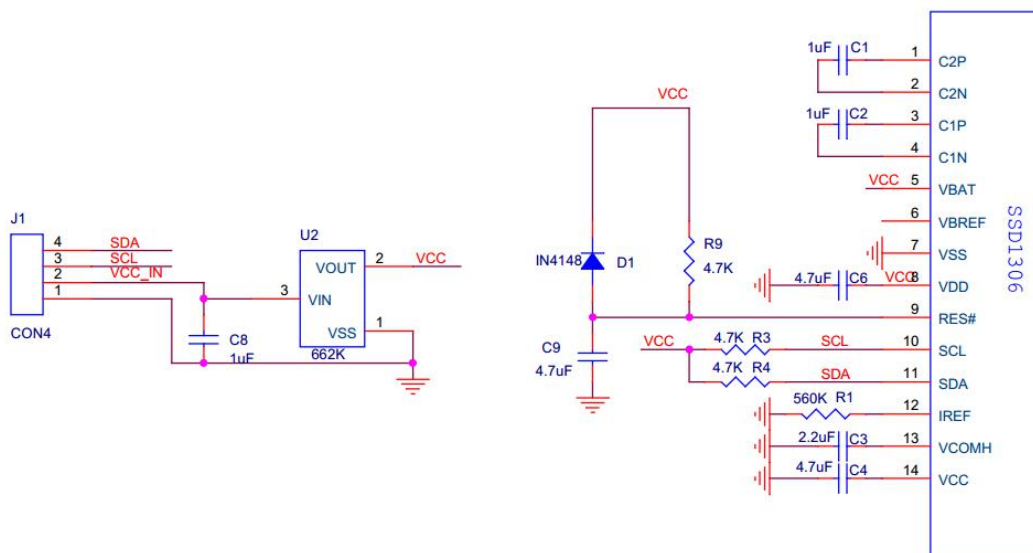 1uF C1
1
C2P
2
C2N
1uF C2
3
C1P
4
C1N
VCC 5
VBAT
6
VBREF
7
VSS
4.7uF C6
VCC
8
VDD
9
RES#
VCC
R9
4.7K
IN4148 D1
C9
4.7uF
VCC
4.7K R3
SCL
10
SCL
4.7K R4
SDA
11
SDA
560K R1
12
IREF
2.2uF C3
13
VCOMH
4.7uF C4
14
VCC
SSD1306
J1
4 SDA
3 SCL
2 VCC_IN
1
CON4
C8
1uF
U2
VOUT
2
VCC
3
VIN
1
VSS
662K